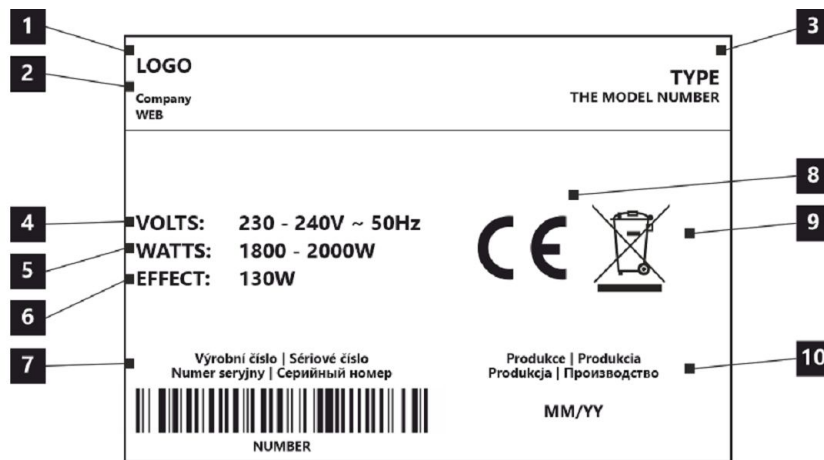 1
LOGO
2
Company
WEB
3
TYPE
THE MODEL NUMBER
4
VOLTS: 230 - 240V ~ 50Hz
5
WATTS: 1800 - 2000W
6
EFFECT: 130W
8
CE
9
7
Výrobní číslo | Sériové číslo
Numer seryjny | Серийный номер
NUMBER
10
Produkce | Produkcia
Produkcja | Производство
MM/YY